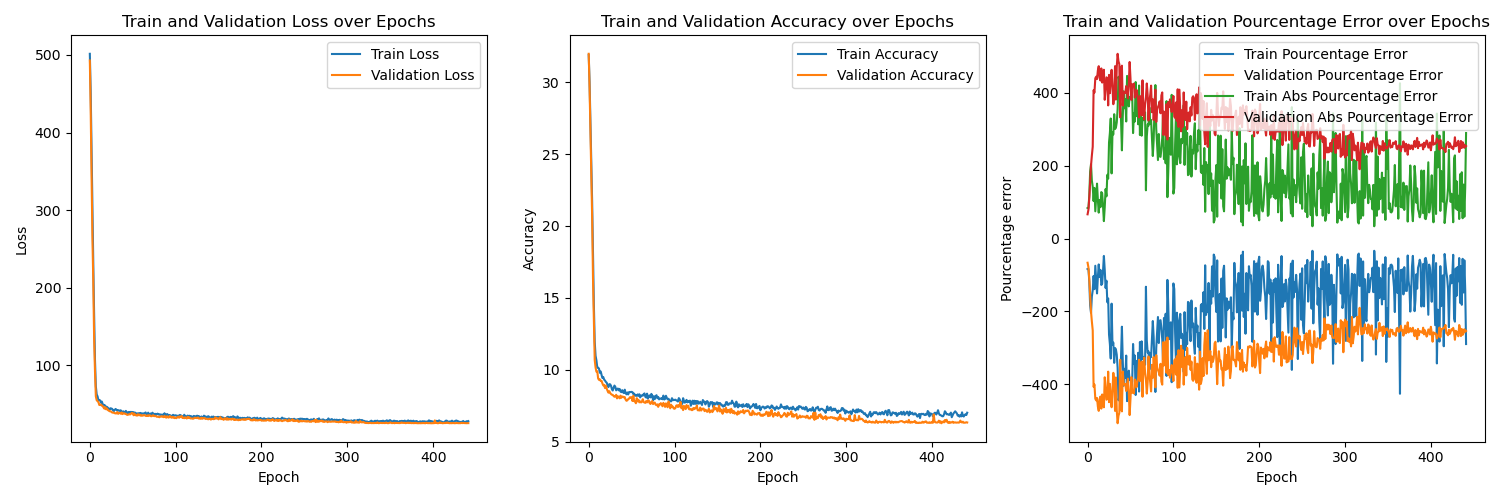 Train and Validation Loss over Epochs
Train Loss
Validation Loss
500
400
300
200
100
Loss
0 100 200 300 400
Epoch
Train and Validation Accuracy over Epochs
Train Accuracy
Validation Accuracy
30
25
20
15
10
5
Accuracy
0 100 200 300 400
Epoch
Train and Validation Pourcentage Error over Epochs
Train Pourcentage Error
Validation Pourcentage Error
Train Abs Pourcentage Error
Validation Abs Pourcentage Error
400
200
0
−200
−400
Pourcentage error
0 100 200 300 400
Epoch